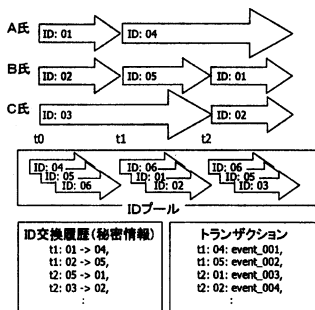 A氏
ID: 01
ID: 04
B氏
ID: 02
ID: 05
ID: 01
C氏
ID: 03
ID: 02
t0
t1
t2
ID: 04
ID: 05
ID: 06
ID: 06
ID: 01
ID: 02
ID: 06
ID: 05
ID: 03
IDプール
ID交換履歴(秘密情報)
t1: 01 -> 04,
t1: 02 -> 05,
t2: 05 -> 01,
t2: 03 -> 02,
:
トランザクション
t1: 04: event_001,
t1: 05: event_002,
t2: 01: event_003,
t2: 02: event_004,
: